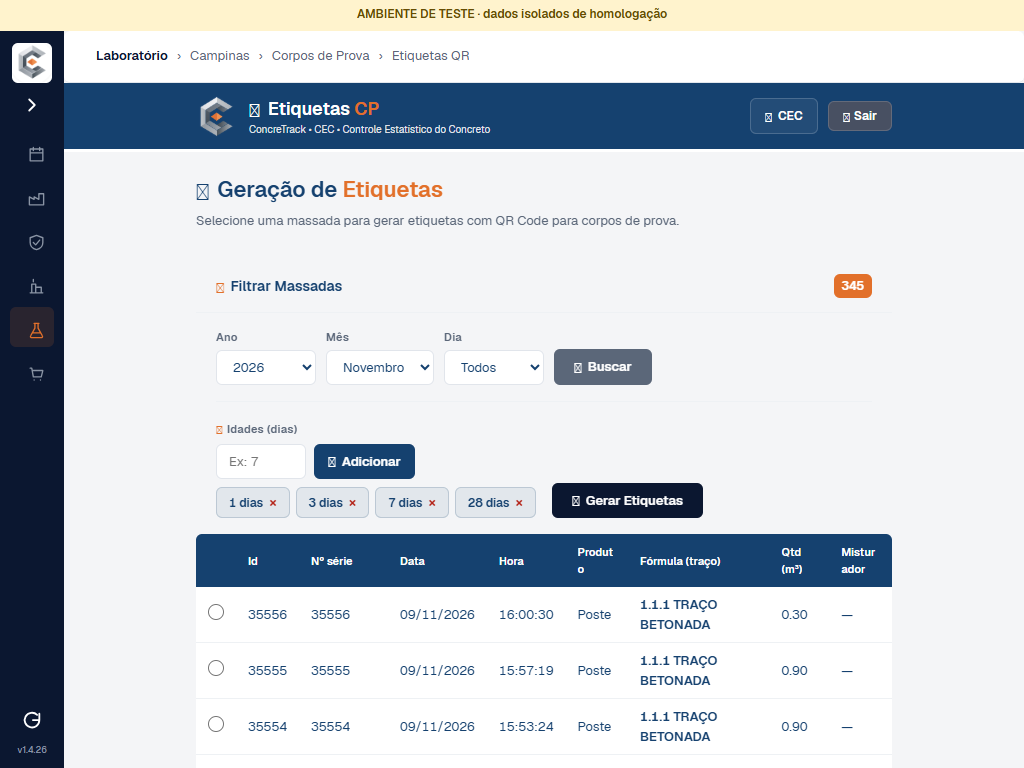 AMBIENTE DE TESTE · dados isolados de homologação
Laboratório › Campinas › Corpos de Prova › Etiquetas QR
Etiquetas CP
ConcreTrack • CEC • Controle Estatístico do Concreto
CEC
Sair
Geração de Etiquetas
Selecione uma massada para gerar etiquetas com QR Code para corpos de prova.
Filtrar Massadas
345
Ano Mês Dia
2026 Novembro Todos Buscar
Idades (dias)
Ex: 7 Adicionar
1 dias × 3 dias × 7 dias × 28 dias × Gerar Etiquetas
Id Nº série Data Hora Produt
o Fórmula (traço) Qtd
(m³) Mistur
ador
35556 35556 09/11/2026 16:00:30 Poste 1.1.1 TRAÇO
BETONADA 0.30 —
35555 35555 09/11/2026 15:57:19 Poste 1.1.1 TRAÇO
BETONADA 0.90 —
35554 35554 09/11/2026 15:53:24 Poste 1.1.1 TRAÇO
BETONADA 0.90 —
v1.4.26